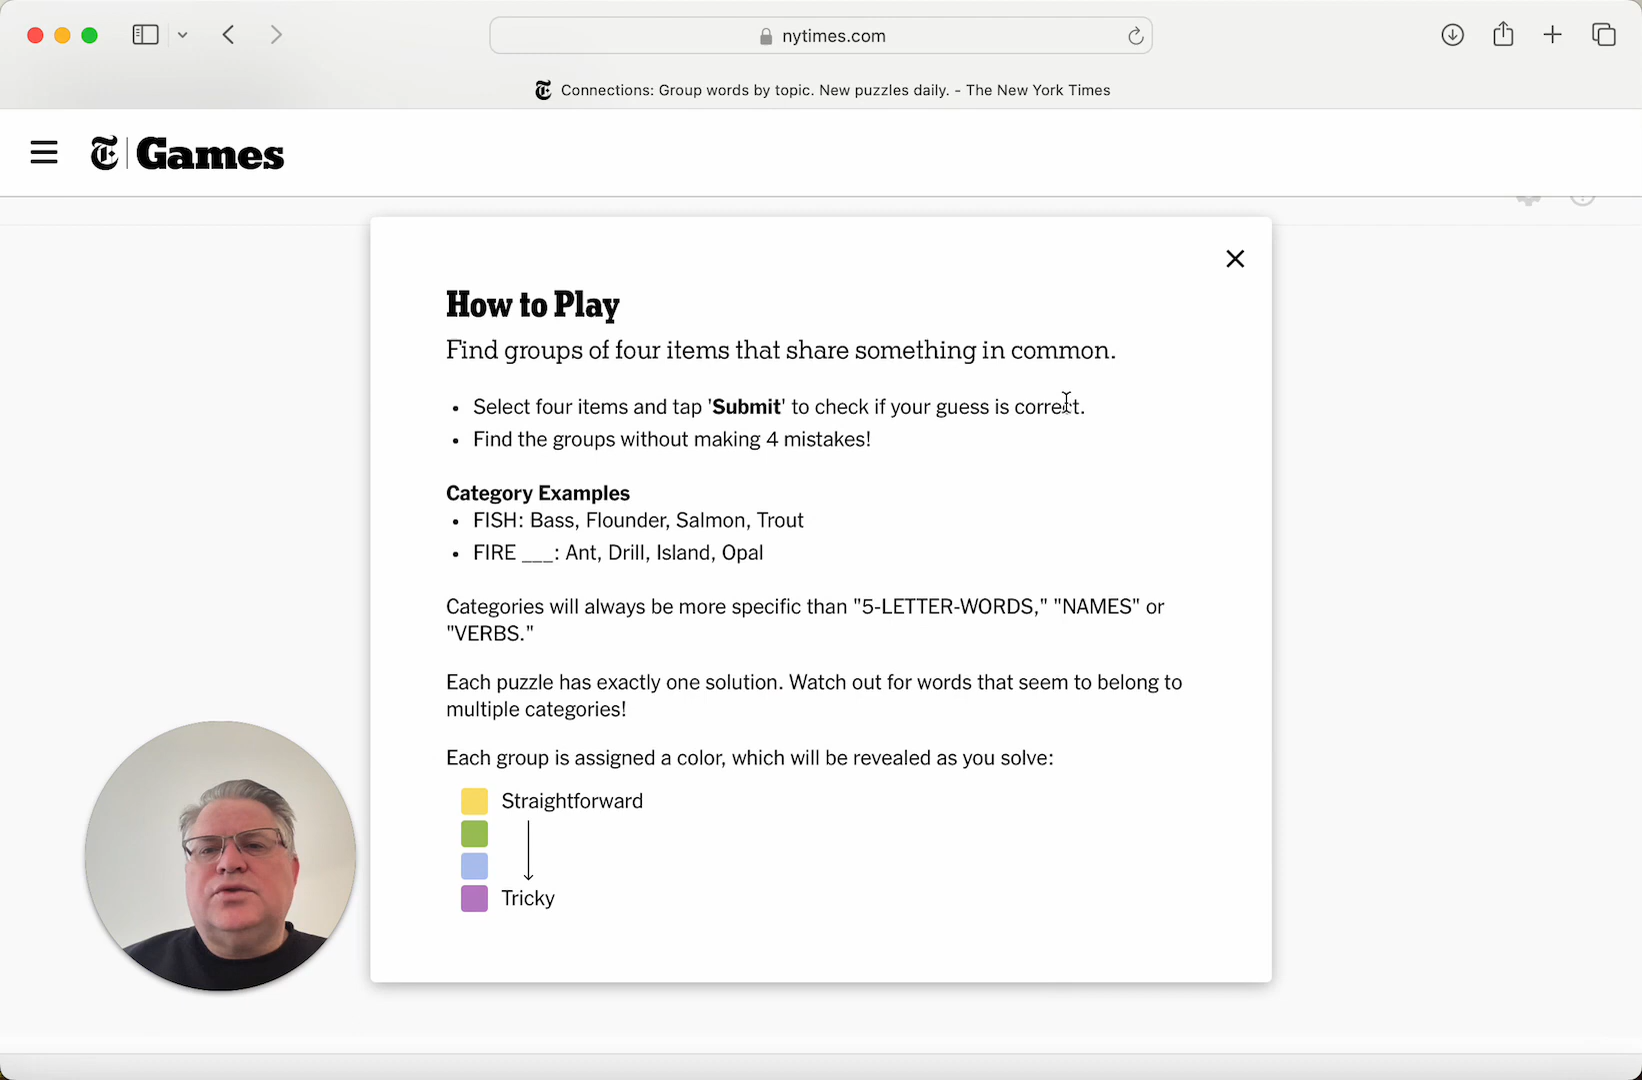 nytimes.com
Connections: Group words by topic. New puzzles daily. - The New York Times
T Games
How to Play
Find groups of four items that share something in common.
• Select four items and tap 'Submit' to check if your guess is correct.
• Find the groups without making 4 mistakes!
Category Examples
• FISH: Bass, Flounder, Salmon, Trout
• FIRE ___: Ant, Drill, Island, Opal
Categories will always be more specific than "5-LETTER-WORDS," "NAMES" or
"VERBS."
Each puzzle has exactly one solution. Watch out for words that seem to belong to
multiple categories!
Each group is assigned a color, which will be revealed as you solve:
Straightforward
Tricky